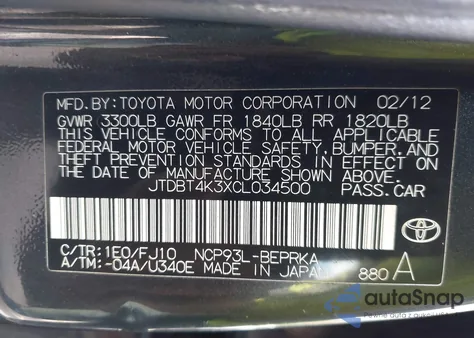 MFD.BY: TOYOTA MOTOR CORPORATION 02/12
GVWR 3300LB GAWR FR 1840LB RR 1820LB
THIS VEHICLE CONFORMS TO ALL APPLICABLE
FEDERAL MOTOR VEHICLE SAFETY, BUMPER, AND
THEFT PREVENTION STANDARDS IN EFFECT ON
THE DATE OF MANUFACTURE SHOWN ABOVE.
JTDBT4K3XCL034500 PASS.CAR
C/TR: 1E0/FJ10 NCP93L-BEPRKA
A/TM: -04A/U340E MADE IN JAPAN
880 A
TOYOTA
autoSnap